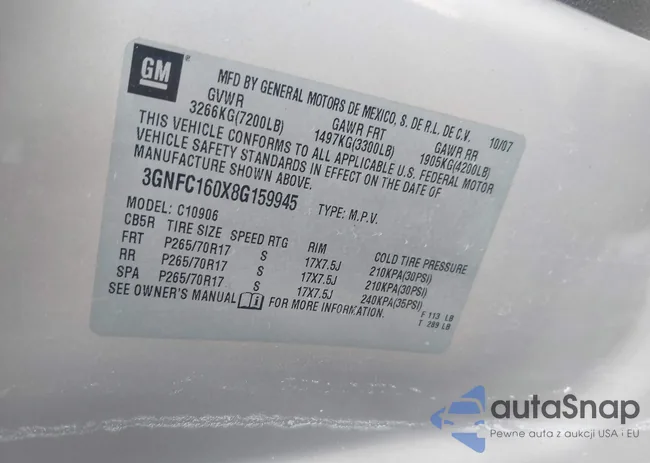 GM ®
MFD BY GENERAL MOTORS DE MEXICO, S. DE R.L. DE C.V. 10/07
GVWR GAWR FRT GAWR RR
3266KG(7200LB) 1497KG(3300LB) 1905KG(4200LB)
THIS VEHICLE CONFORMS TO ALL APPLICABLE U.S. FEDERAL MOTOR
VEHICLE SAFETY STANDARDS IN EFFECT ON THE DATE OF
MANUFACTURE SHOWN ABOVE.
3GNFC160X8G159945 TYPE: M.P.V.
MODEL: C10906
CB5R TIRE SIZE SPEED RTG RIM COLD TIRE PRESSURE
FRT P265/70R17 S 17X7.5J 210KPA(30PSI)
RR P265/70R17 S 17X7.5J 210KPA(30PSI)
SPA P265/70R17 S 17X7.5J 240KPA(35PSI)
SEE OWNER'S MANUAL FOR MORE INFORMATION.
F 113 LB
T 289 LB
autaSnap
Pewne auta z aukcji USA i EU